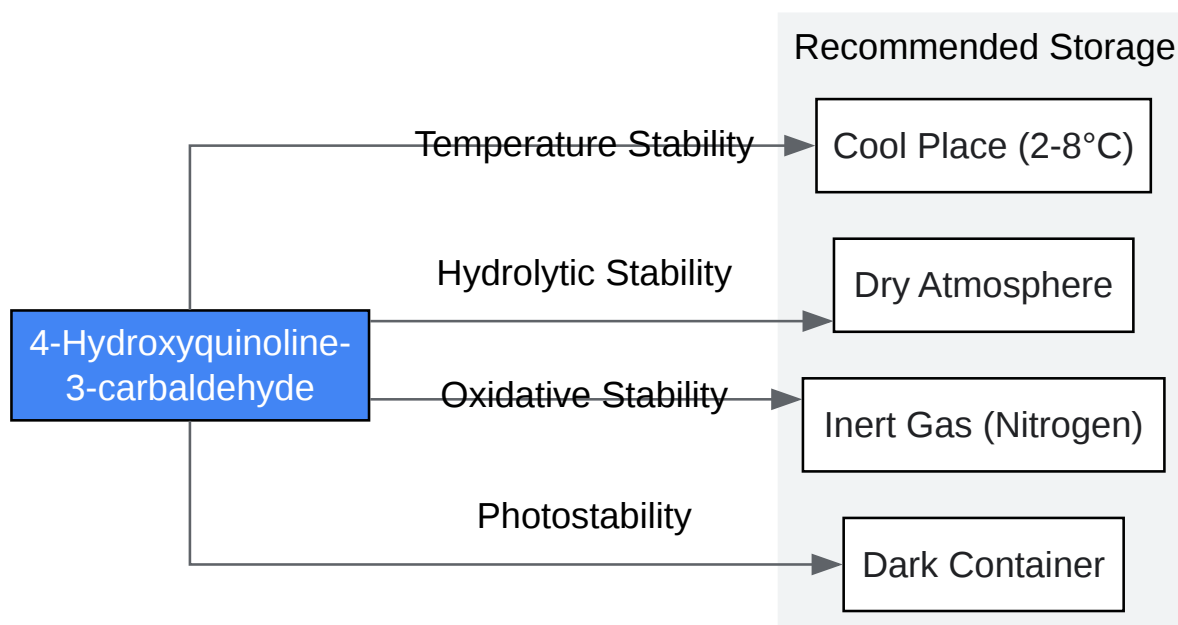 Recommended Storage
Temperature Stability
Cool Place (2-8°C)
Hydrolytic Stability
Dry Atmosphere
4-Hydroxyquinoline-
3-carbaldehyde
Oxidative Stability
Inert Gas (Nitrogen)
Photostability
Dark Container